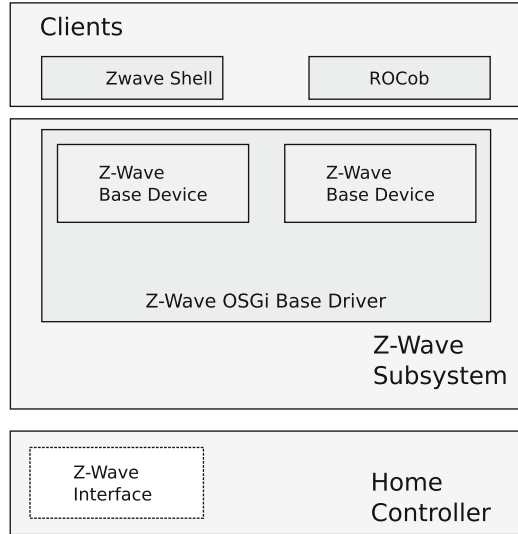 Clients
Zwave Shell
ROCob
Z-Wave
Base Device
Z-Wave
Base Device
Z-Wave OSGi Base Driver
Z-Wave
Subsystem
Z-Wave
Interface
Home
Controller